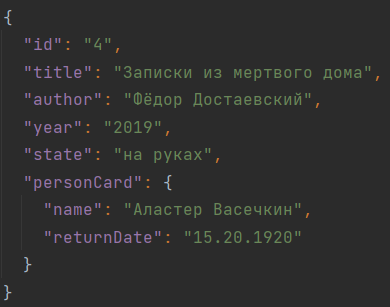 {
"id": "4",
"title": "Записки из мертвого дома",
"author": "Фёдор Достаевский",
"year": "2019",
"state": "на руках",
"personCard": {
"name": "Аластер Васечкин",
"returnDate": "15.20.1920"
}
}